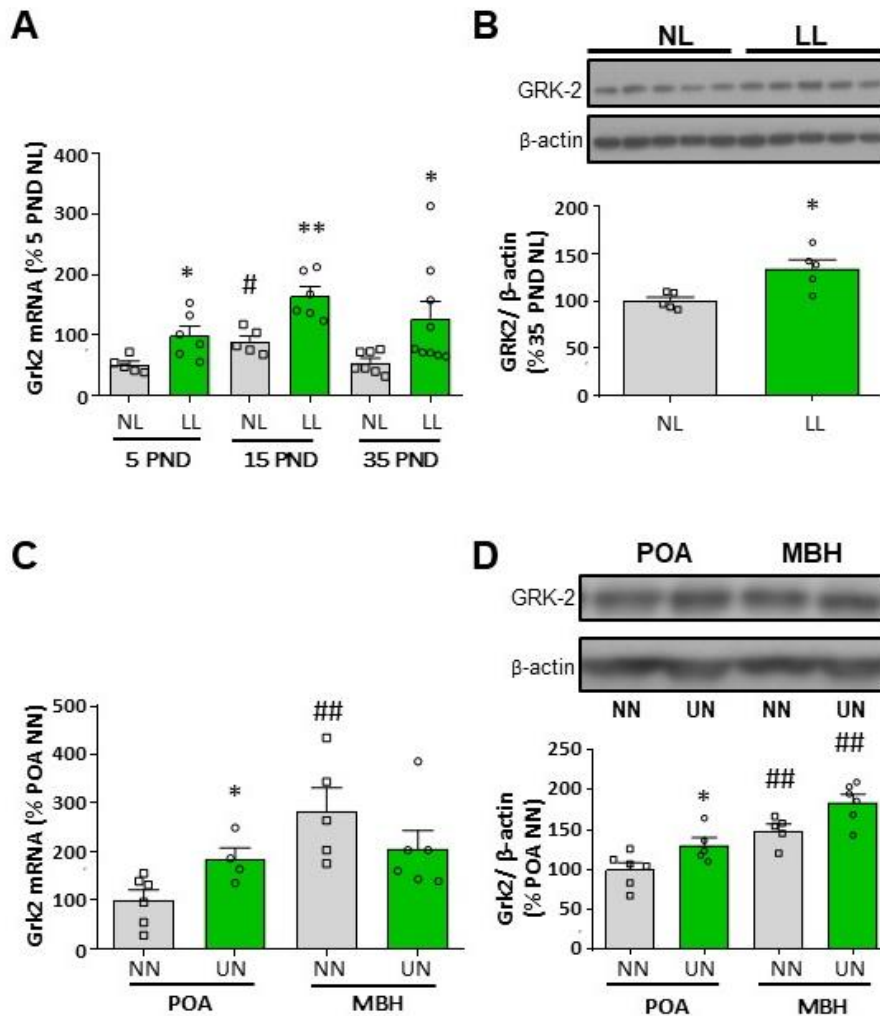 A
Grk2 mRNA (% 5 PND NL)
400
300
200
100
0
*
#
**
*
NL LL NL LL NL LL
5 PND 15 PND 35 PND
B
NL LL
GRK-2
β-actin
GRK2/ β-actin
(%35 PND NL)
200
150
100
50
0
*
NL LL
C
Grk2 mRNA (% POA NN)
500
400
300
200
100
0
*
##
NN UN NN UN
POA MBH
D
POA MBH
GRK-2
β-actin
NN UN NN UN
Grk2/ β-actin
(% POA NN)
250
200
150
100
50
0
*
##
##
NN UN NN UN
POA MBH